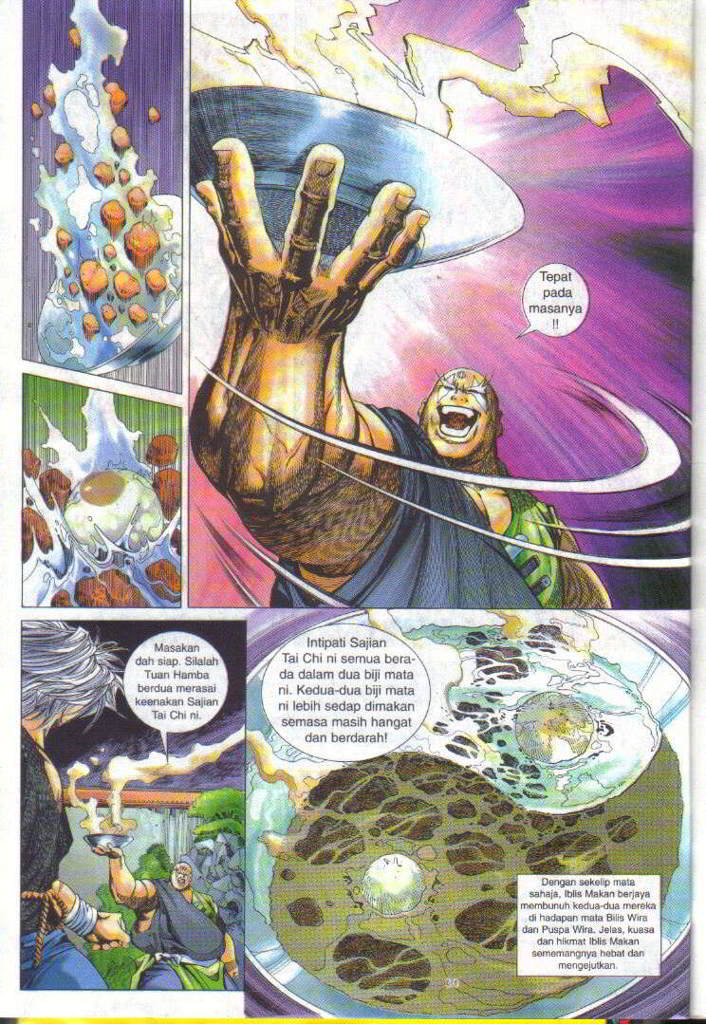 Tepat
pada
masanya
!!
Masakan
dah siap. Silalah
Tuan Hamba
berdua merasai
keenakan Sajian
Tai Chi ni.
Intipati Sajian
Tai Chi ni semua bera-
da dalam dua biji mata
ni. Kedua-dua biji mata
ni lebih sedap dimakan
semasa masih hangat
dan berdarah!
Dengan sekelip mata
sahaja, Iblis Makan berjaya
membunuh kedua-dua mereka
di hadapan mata Bilis Wira
dan Puspa Wira. Jelas, kuasa
dan hikmat Iblis Makan
sememangnya hebat dan
mengejutkan.
30